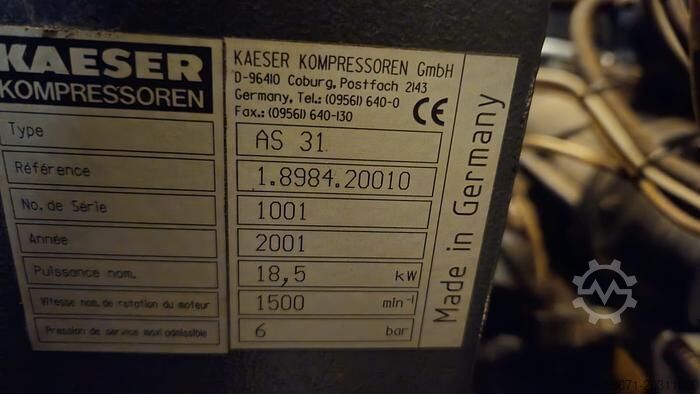 KAESER
KOMPRESSOREN
KAESER KOMPRESSOREN GmbH
D-96410 Coburg, Postfach 2143
Germany, Tel.: (09561) 640-0
Fax.: (09561) 640-130
CE
Type AS 31
Référence 1.8984.20010
No. de Série 1001
Année 2001
Puissance nom. 18,5 kW
Vitesse nom. de rotation du moteur 1500 min⁻¹
Pression de service maxi admissible 6 bar
Made in Germany